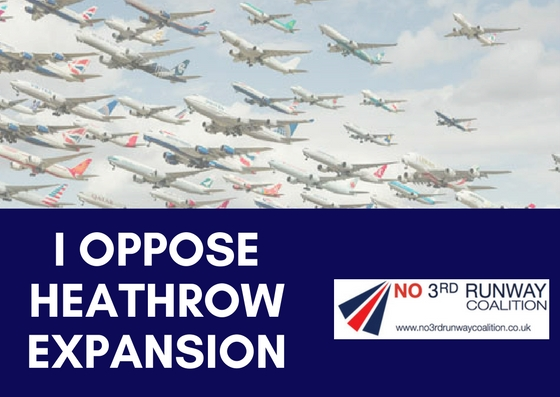 I OPPOSE
HEATHROW
EXPANSION
NO 3RD RUNWAY
COALITION
www.no3rdrunwaycoalition.co.uk